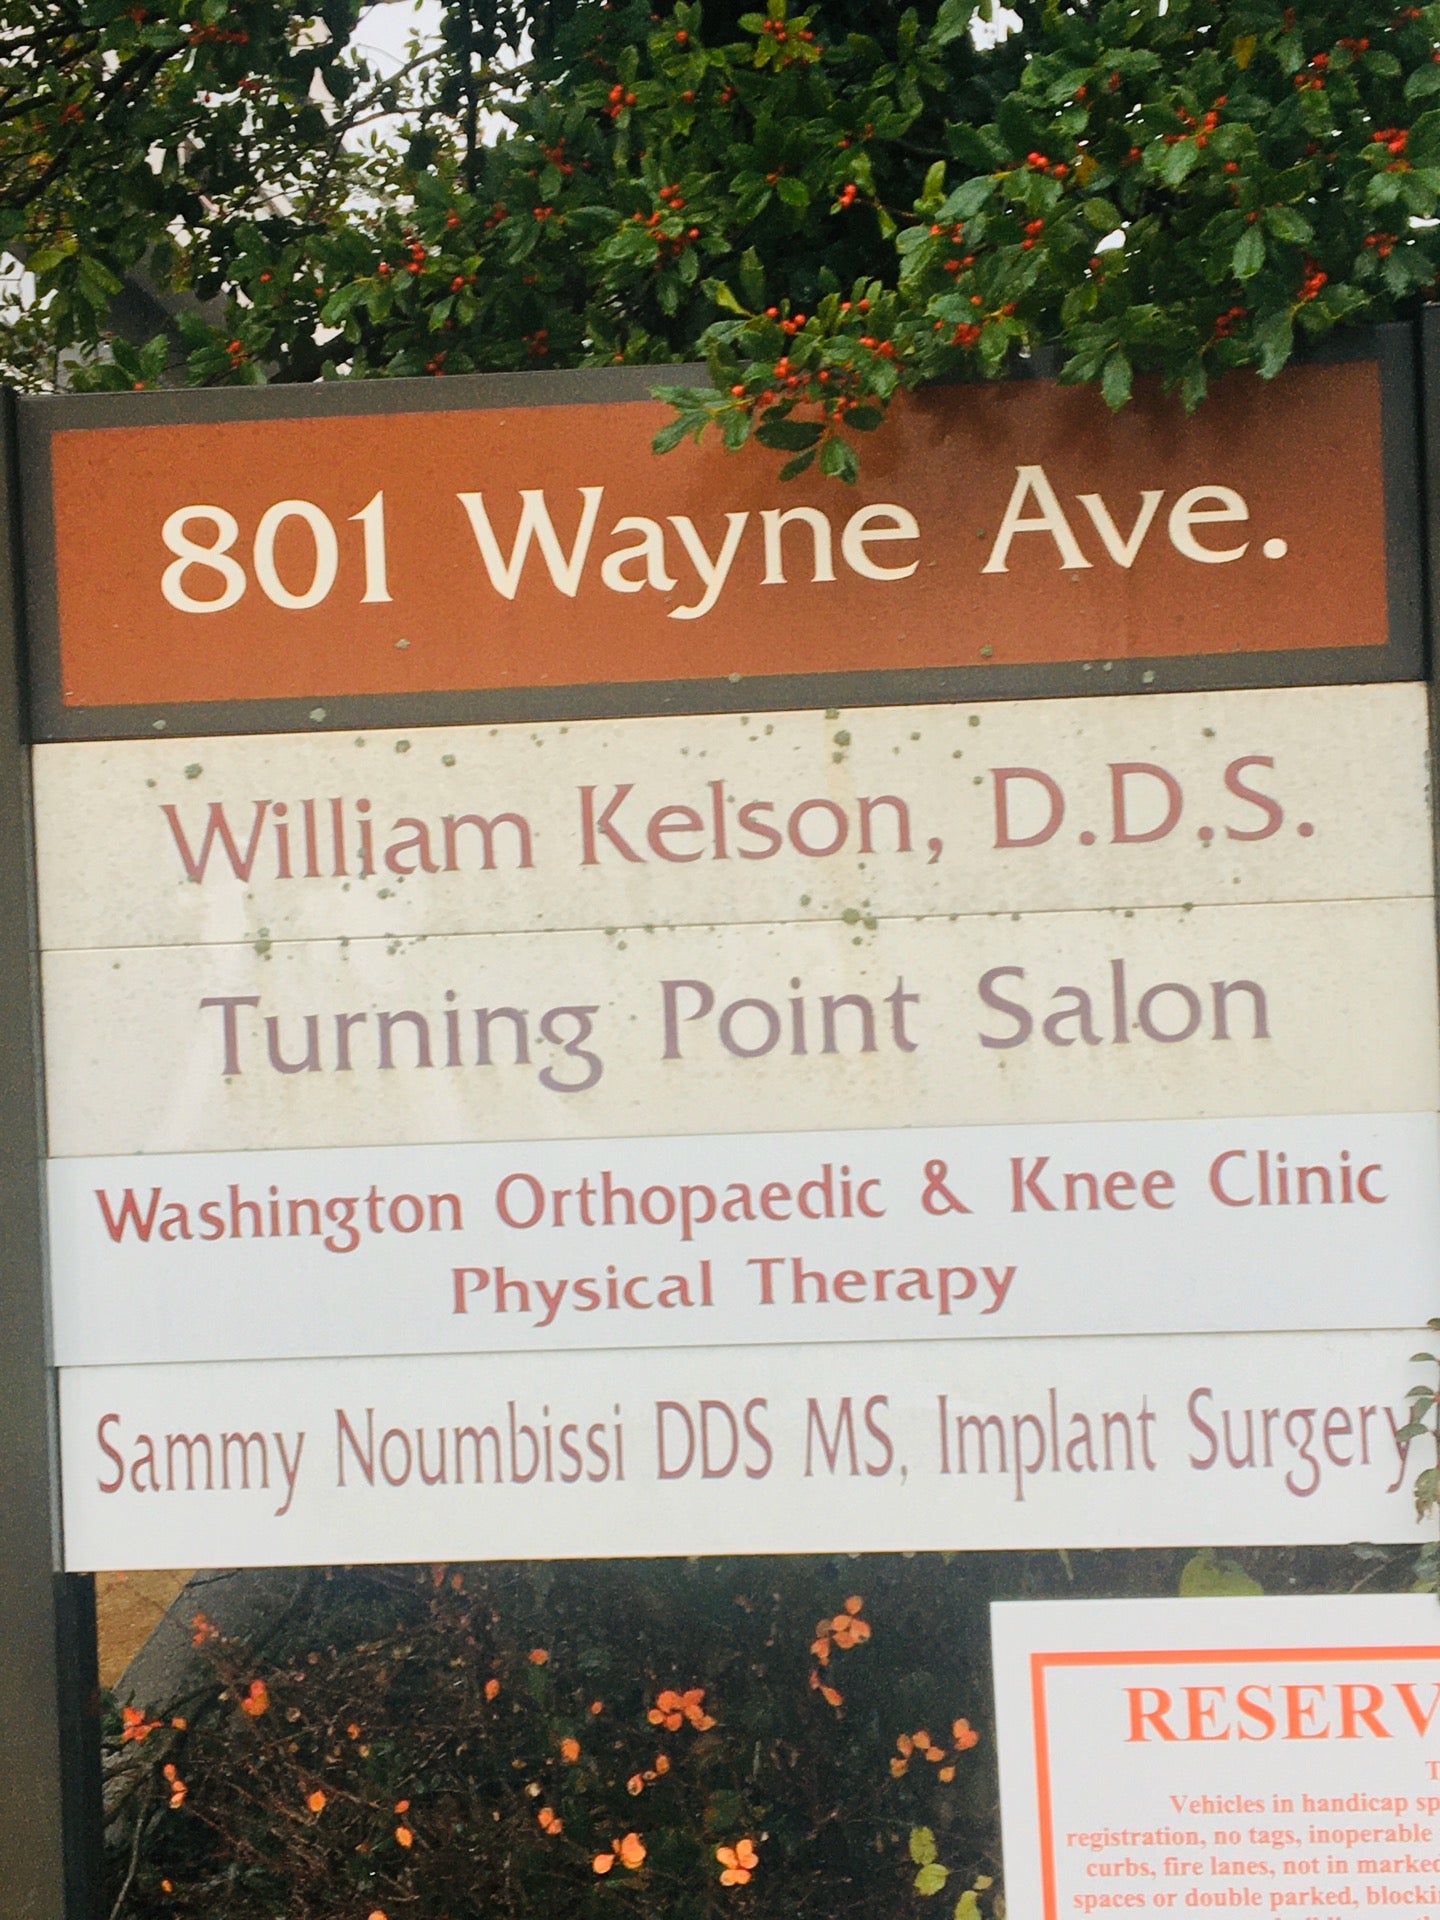 801 Wayne Ave.
William Kelson, D.D.S.
Turning Point Salon
Washington Orthopaedic & Knee Clinic
Physical Therapy
Sammy Noumbissi DDS MS, Implant Surgery
RESERV
T
Vehicles in handicap sp
registration, no tags, inoperable
curbs, fire lanes, not in marked
spaces or double parked, blocki